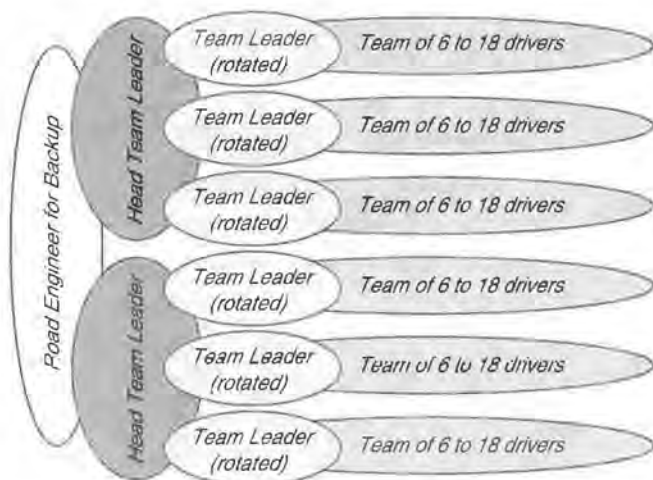 Poad Engineer for Backup
Head Team Leader
Team Leader
(rotated)
Team of 6 to 18 drivers
Team Leader
(rotated)
Team of 6 to 18 drivers
Team Leader
(rotated)
Team of 6 to 18 drivers
Head Team Leader
Team Leader
(rotated)
Team of 6 to 18 drivers
Team Leader
(rotated)
Team of 6 to 18 drivers
Team Leader
(rotated)
Team of 6 to 18 drivers